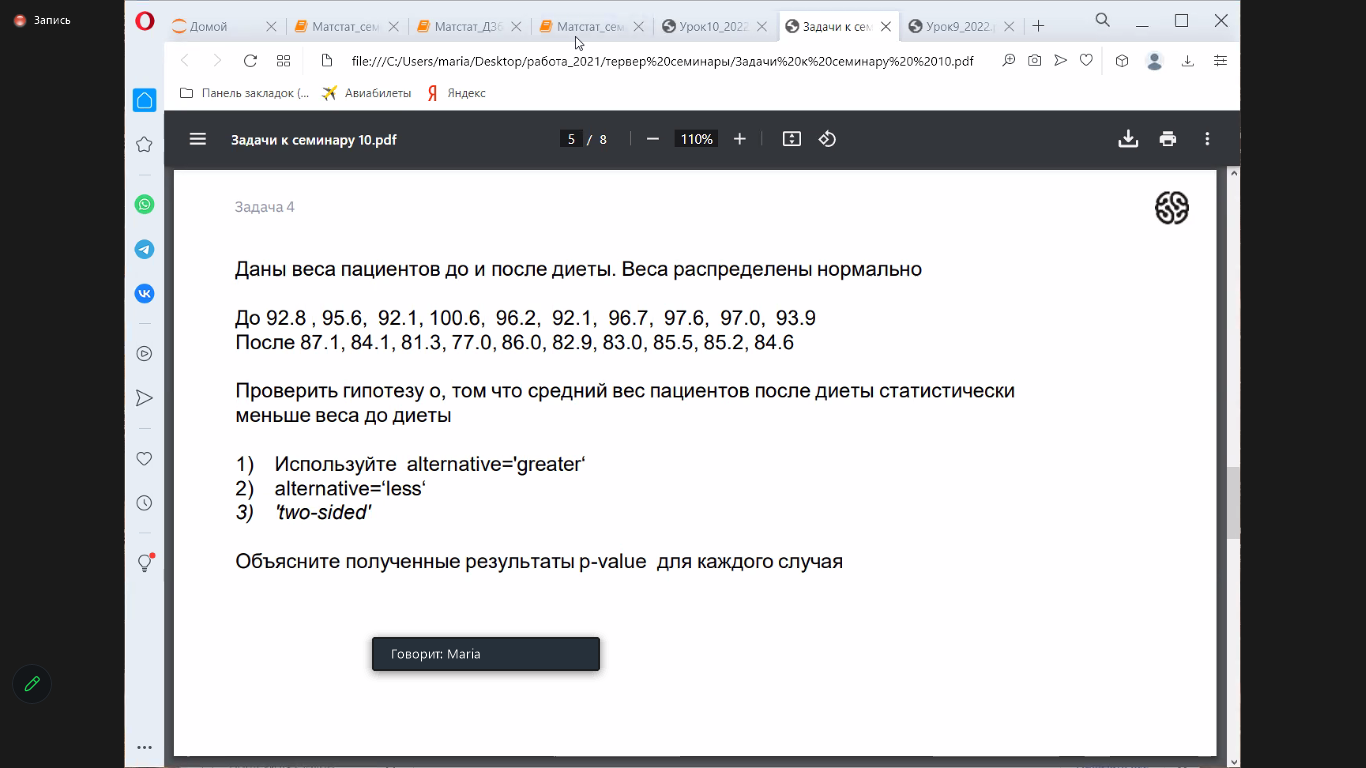 Запись
Домой
Матстат_сем
Матстат_ДЗ6
Матстат_сем
Урок10_2022
Задачи к сем
Урок9_2022.p
file:///C:/Users/maria/Desktop/работа_2021/тервер%20семинары/Задачи%20к%20семинару%20%2010.pdf
Панель закладок (...
Авиабилеты
Яндекс
Задачи к семинару 10.pdf
5 / 8
110%
Задача 4
Даны веса пациентов до и после диеты. Веса распределены нормально
До 92.8 , 95.6, 92.1, 100.6, 96.2, 92.1, 96.7, 97.6, 97.0, 93.9
После 87.1, 84.1, 81.3, 77.0, 86.0, 82.9, 83.0, 85.5, 85.2, 84.6
Проверить гипотезу о, том что средний вес пациентов после диеты статистически
меньше веса до диеты
1) Используйте alternative='greater‘
2) alternative=‘less‘
3) 'two-sided'
Объясните полученные результаты p-value для каждого случая
Говорит: Maria